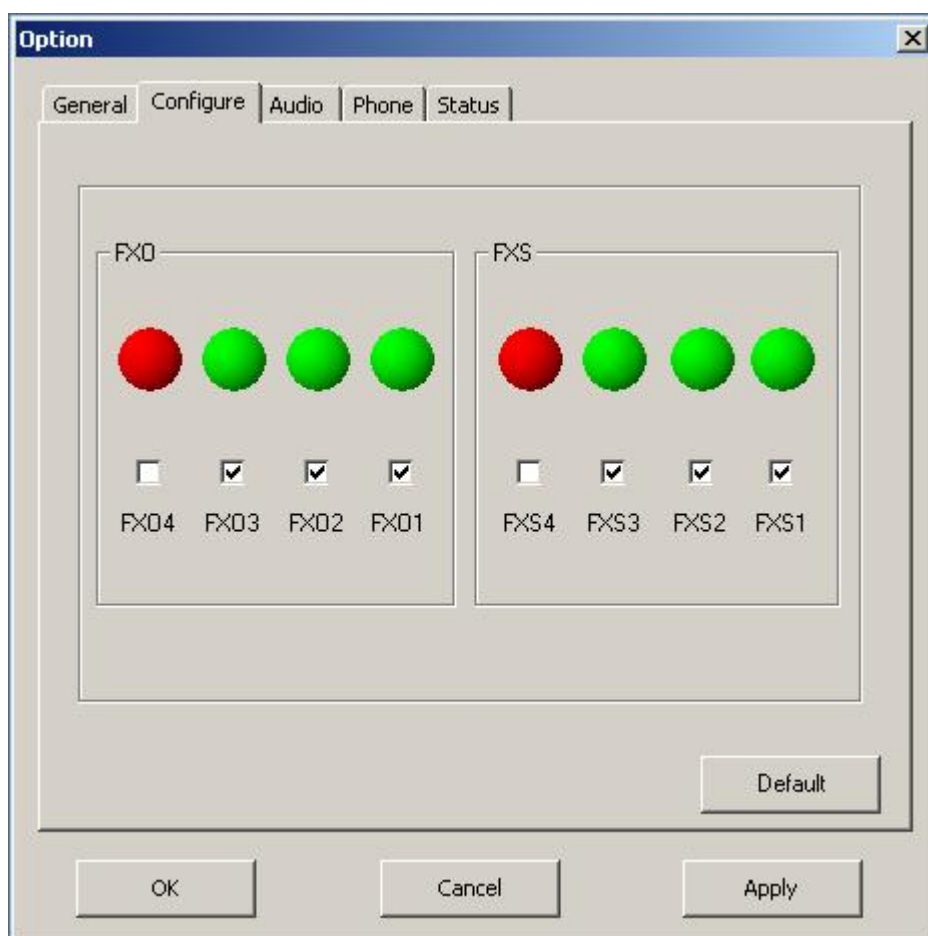 Option
General Configure Audio Phone Status
FXO FXS
FXO4 FXO3 FXO2 FXO1 FXS4 FXS3 FXS2 FXS1
Default
OK Cancel Apply